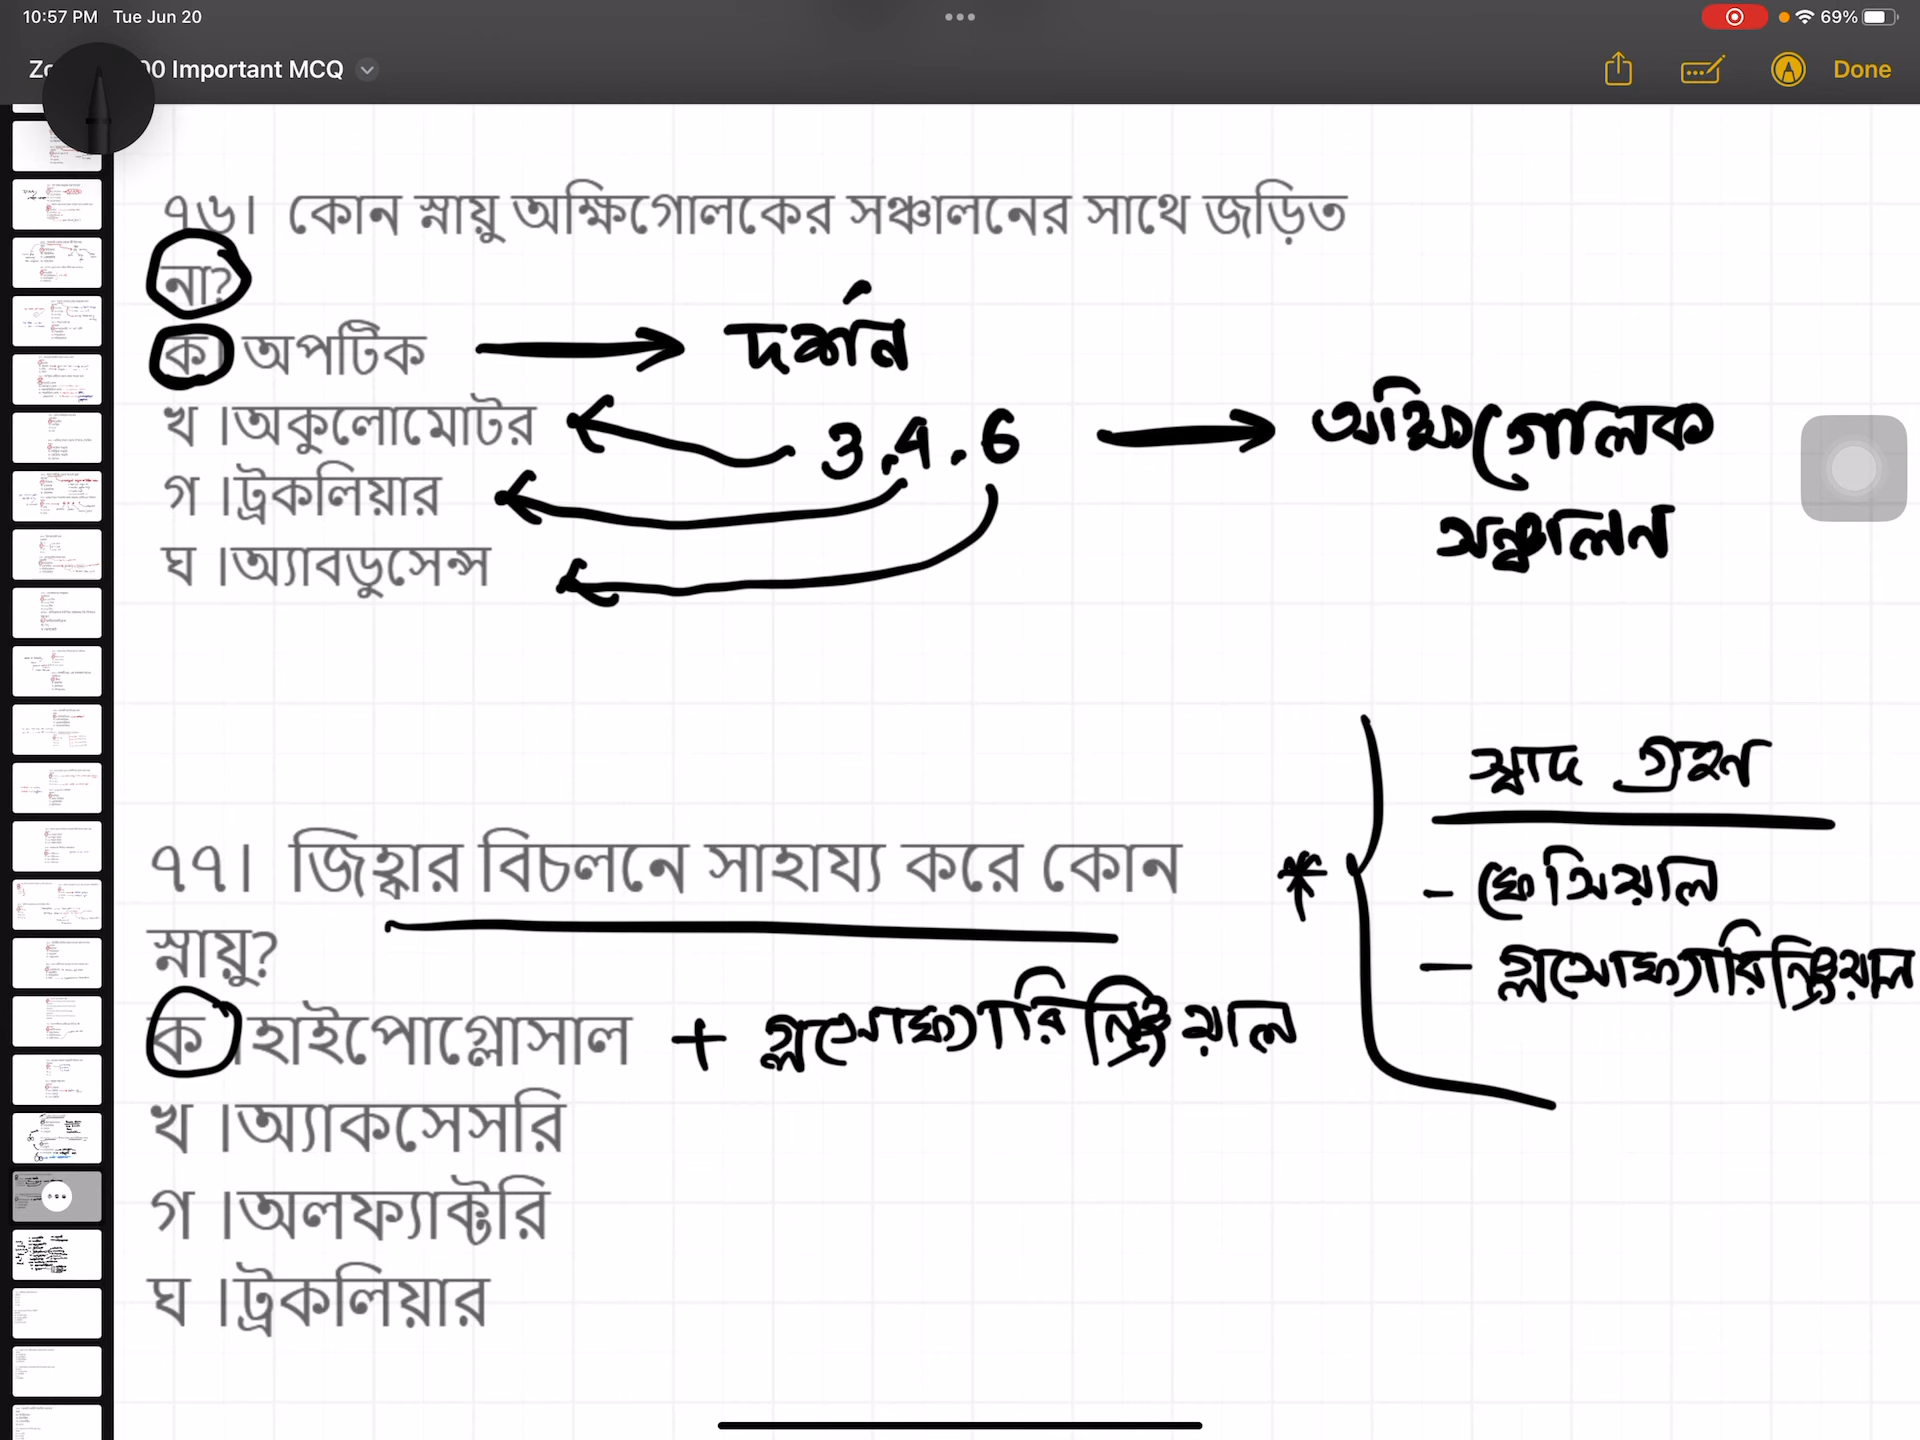 10:57 PM Tue Jun 20
69%
00 Important MCQ
Done
৭৬। কোন স্নায়ু অক্ষিগোলকের সঞ্চালনের সাথে জড়িত
না?
ক। অপটিক → দর্শন
খ।অকুলোমোটর 3,4.6 → অক্ষিগোলক
গ।ট্রকলিয়ার
সঞ্চালন
ঘ।অ্যাবডুসেন্স
স্বাদ গ্রহণ
৭৭। জিহ্বার বিচলনে সাহায্য করে কোন *
- ফেসিয়াল
স্নায়ু?
- গ্লসোফ্যারিঞ্জিয়াল
ক।হাইপোগ্লোসাল + গ্লসোফ্যারিঞ্জিয়াল
খ।অ্যাকসেসরি
গ।অলফ্যাক্টরি
ঘ।ট্রকলিয়ার